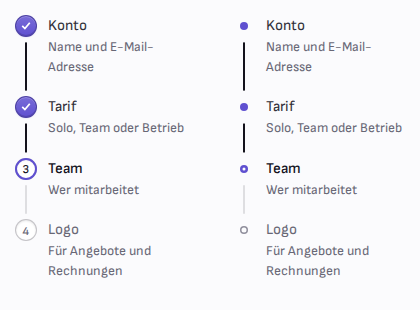 Konto
Name und E-Mail-
Adresse
Tarif
Solo, Team oder Betrieb
3
Team
Wer mitarbeitet
4
Logo
Für Angebote und
Rechnungen
Konto
Name und E-Mail-
Adresse
Tarif
Solo, Team oder Betrieb
Team
Wer mitarbeitet
Logo
Für Angebote und
Rechnungen